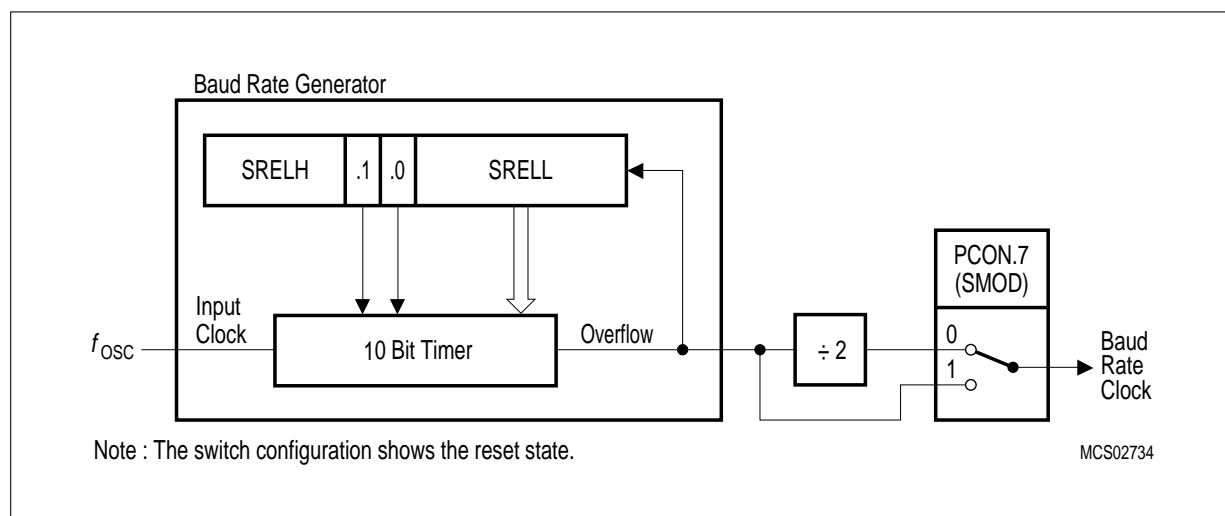 Baud Rate Generator
SRELH .1 .0 SRELL
PCON.7
(SMOD)
Input
Clock
f OSC
10 Bit Timer
Overflow
÷ 2
0
1
Baud
Rate
Clock
Note : The switch configuration shows the reset state.
MCS02734